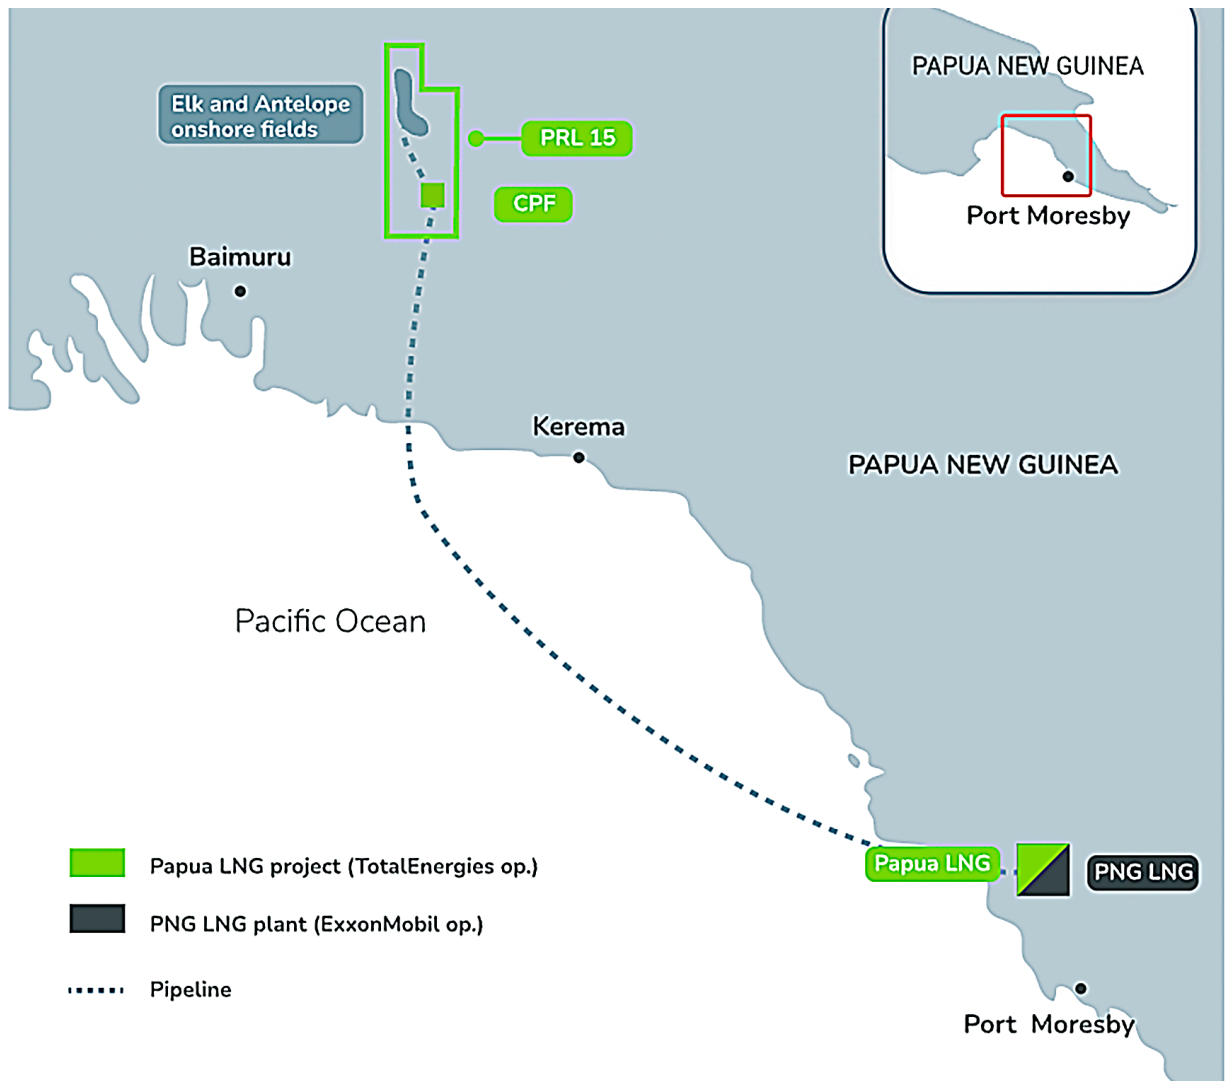 PAPUA NEW GUINEA
Port Moresby
Elk and Antelope
onshore fields
PRL 15
CPF
Baimuru
Kerema
PAPUA NEW GUINEA
Pacific Ocean
Papua LNG
PNG LNG
Papua LNG project (TotalEnergies op.)
PNG LNG plant (ExxonMobil op.)
Pipeline
Port Moresby